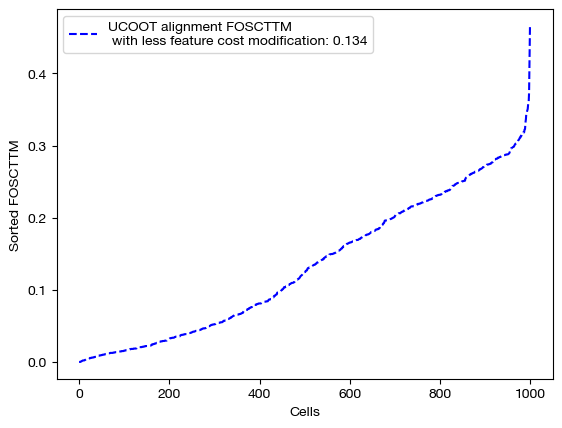 UCOOT alignment FOSCTTM
with less feature cost modification: 0.134
0.4
0.3
0.2
0.1
0.0
Sorted FOSCTTM
0 200 400 600 800 1000
Cells